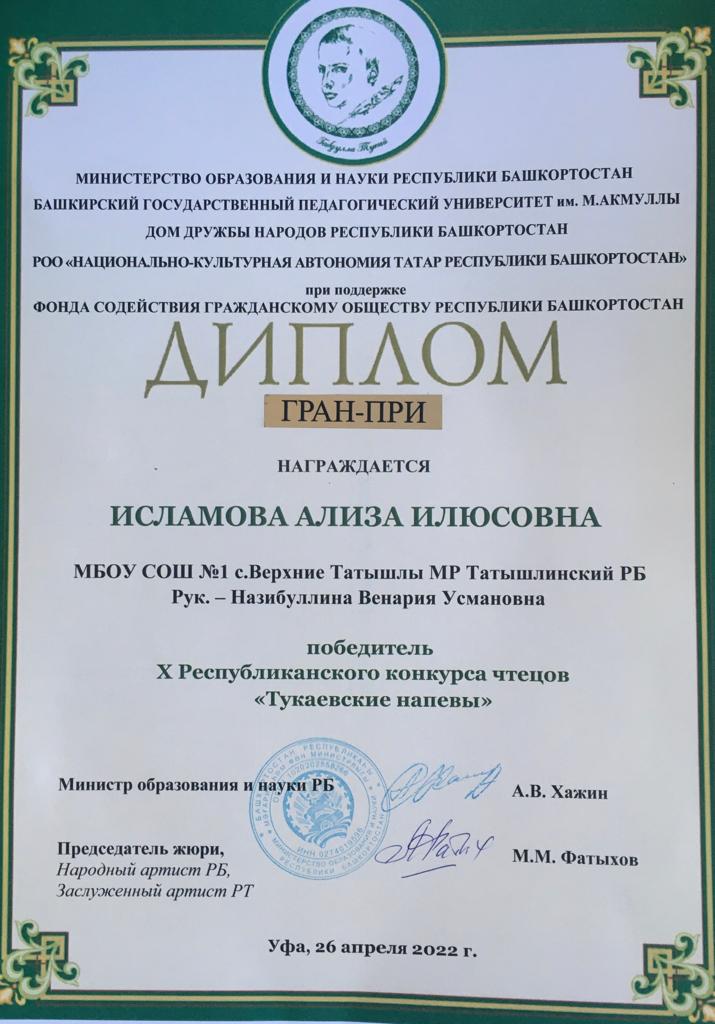 Габдулла Тукай
МИНИСТЕРСТВО ОБРАЗОВАНИЯ И НАУКИ РЕСПУБЛИКИ БАШКОРТОСТАН
БАШКИРСКИЙ ГОСУДАРСТВЕННЫЙ ПЕДАГОГИЧЕСКИЙ УНИВЕРСИТЕТ им. М.АКМУЛЛЫ
ДОМ ДРУЖБЫ НАРОДОВ РЕСПУБЛИКИ БАШКОРТОСТАН
РОО «НАЦИОНАЛЬНО-КУЛЬТУРНАЯ АВТОНОМИЯ ТАТАР РЕСПУБЛИКИ БАШКОРТОСТАН»
при поддержке
ФОНДА СОДЕЙСТВИЯ ГРАЖДАНСКОМУ ОБЩЕСТВУ РЕСПУБЛИКИ БАШКОРТОСТАН
ДИПЛОМ
ГРАН-ПРИ
НАГРАЖДАЕТСЯ
ИСЛАМОВА АЛИЗА ИЛЮСОВНА
МБОУ СОШ №1 с.Верхние Татышлы МР Татышлинский РБ
Рук. – Назибуллина Венария Усмановна
победитель
X Республиканского конкурса чтецов
«Тукаевские напевы»
Министр образования и науки РБ
А.В. Хажин
Председатель жюри,
Народный артист РБ,
Заслуженный артист РТ
М.М. Фатыхов
Уфа, 26 апреля 2022 г.